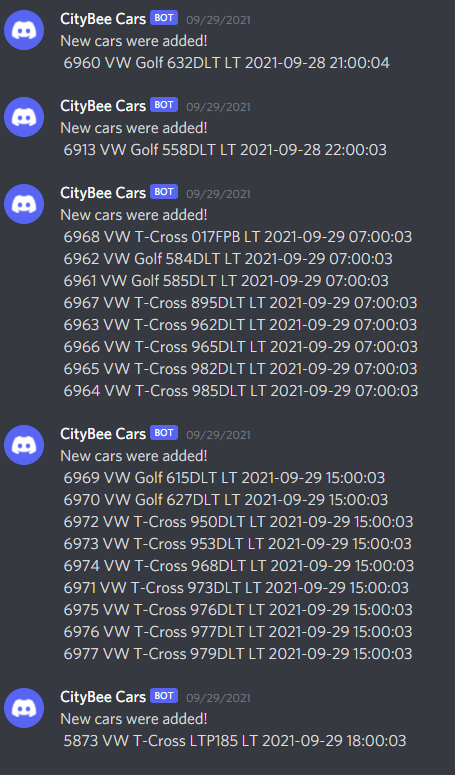 CityBee Cars BOT 09/29/2021
New cars were added!
6960 VW Golf 632DLT LT 2021-09-28 21:00:04
CityBee Cars BOT 09/29/2021
New cars were added!
6913 VW Golf 558DLT LT 2021-09-28 22:00:03
CityBee Cars BOT 09/29/2021
New cars were added!
6968 VW T-Cross 017FPB LT 2021-09-29 07:00:03
6962 VW Golf 584DLT LT 2021-09-29 07:00:03
6961 VW Golf 585DLT LT 2021-09-29 07:00:03
6967 VW T-Cross 895DLT LT 2021-09-29 07:00:03
6963 VW T-Cross 962DLT LT 2021-09-29 07:00:03
6966 VW T-Cross 965DLT LT 2021-09-29 07:00:03
6965 VW T-Cross 982DLT LT 2021-09-29 07:00:03
6964 VW T-Cross 985DLT LT 2021-09-29 07:00:03
CityBee Cars BOT 09/29/2021
New cars were added!
6969 VW Golf 615DLT LT 2021-09-29 15:00:03
6970 VW Golf 627DLT LT 2021-09-29 15:00:03
6972 VW T-Cross 950DLT LT 2021-09-29 15:00:03
6973 VW T-Cross 953DLT LT 2021-09-29 15:00:03
6974 VW T-Cross 968DLT LT 2021-09-29 15:00:03
6971 VW T-Cross 973DLT LT 2021-09-29 15:00:03
6975 VW T-Cross 976DLT LT 2021-09-29 15:00:03
6976 VW T-Cross 977DLT LT 2021-09-29 15:00:03
6977 VW T-Cross 979DLT LT 2021-09-29 15:00:03
CityBee Cars BOT 09/29/2021
New cars were added!
5873 VW T-Cross LTP185 LT 2021-09-29 18:00:03